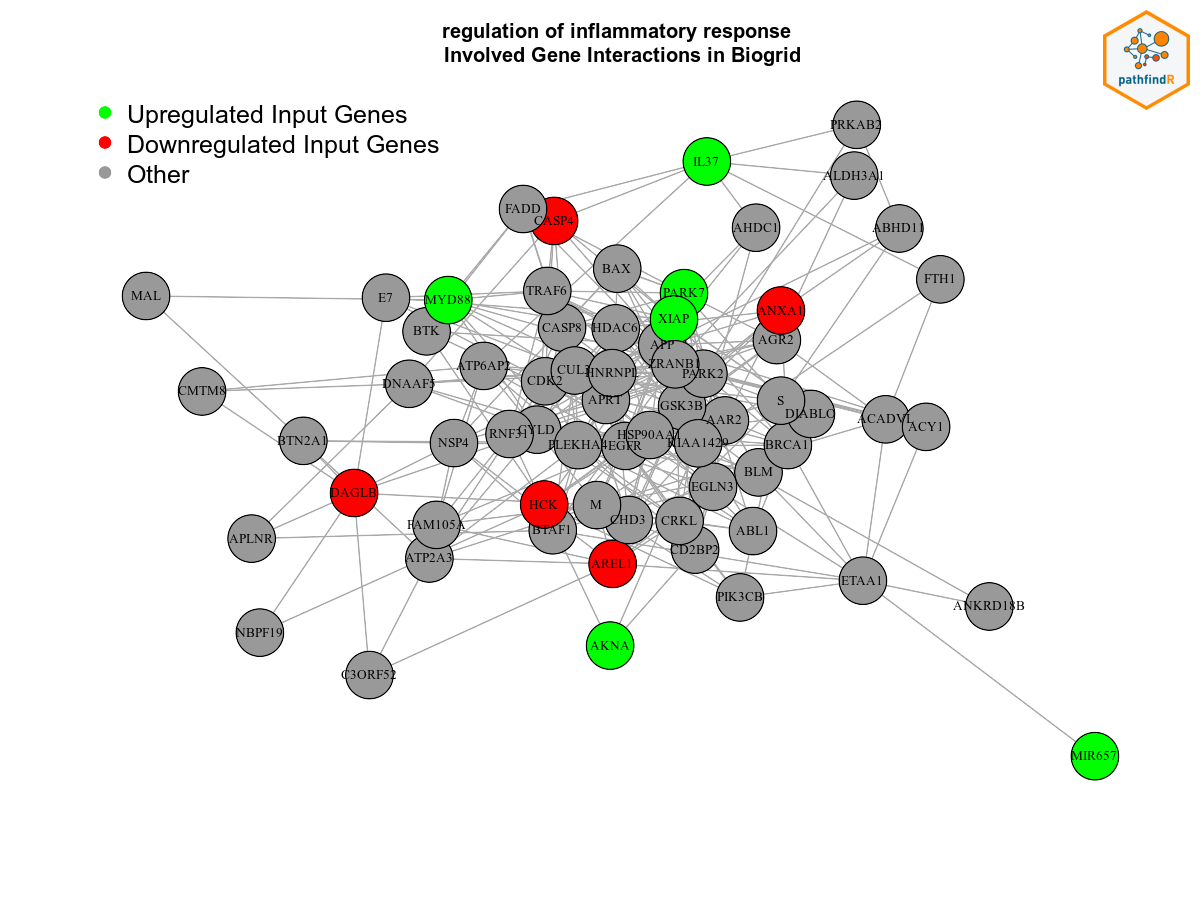 regulation of inflammatory response
Involved Gene Interactions in Biogrid
pathfindR
Upregulated Input Genes
Downregulated Input Genes
Other
PRKAB2
IL37
ALDH3A1
FADD
CASP4
AHDC1
ABHD11
BAX
FTH1
MAL
E7
MYD88
TRAF6
PARK7
XIAP
ANXA1
BTK
CASP8
HDAC6
APP
AGR2
ATP6AP2
CUL3
HNRNPL
ZRANB1
PARK2
CMTM8
DNAAF5
CDK2
APRT
GSK3B
S
DIABLO
AAR2
ACADVL
ACY1
BTN2A1
NSP4
RNF31
CYLD
PLEKHA4
EGFR
HSP90AA1
KIAA1429
BRCA1
BLM
DAGLB
HCK
M
EGLN3
FAM105A
BTAF1
CHD3
CRKL
ABL1
APLNR
ATP2A3
AREL1
CD2BP2
ETAA1
PIK3CB
ANKRD18B
NBPF19
AKNA
C3ORF52
MIR657